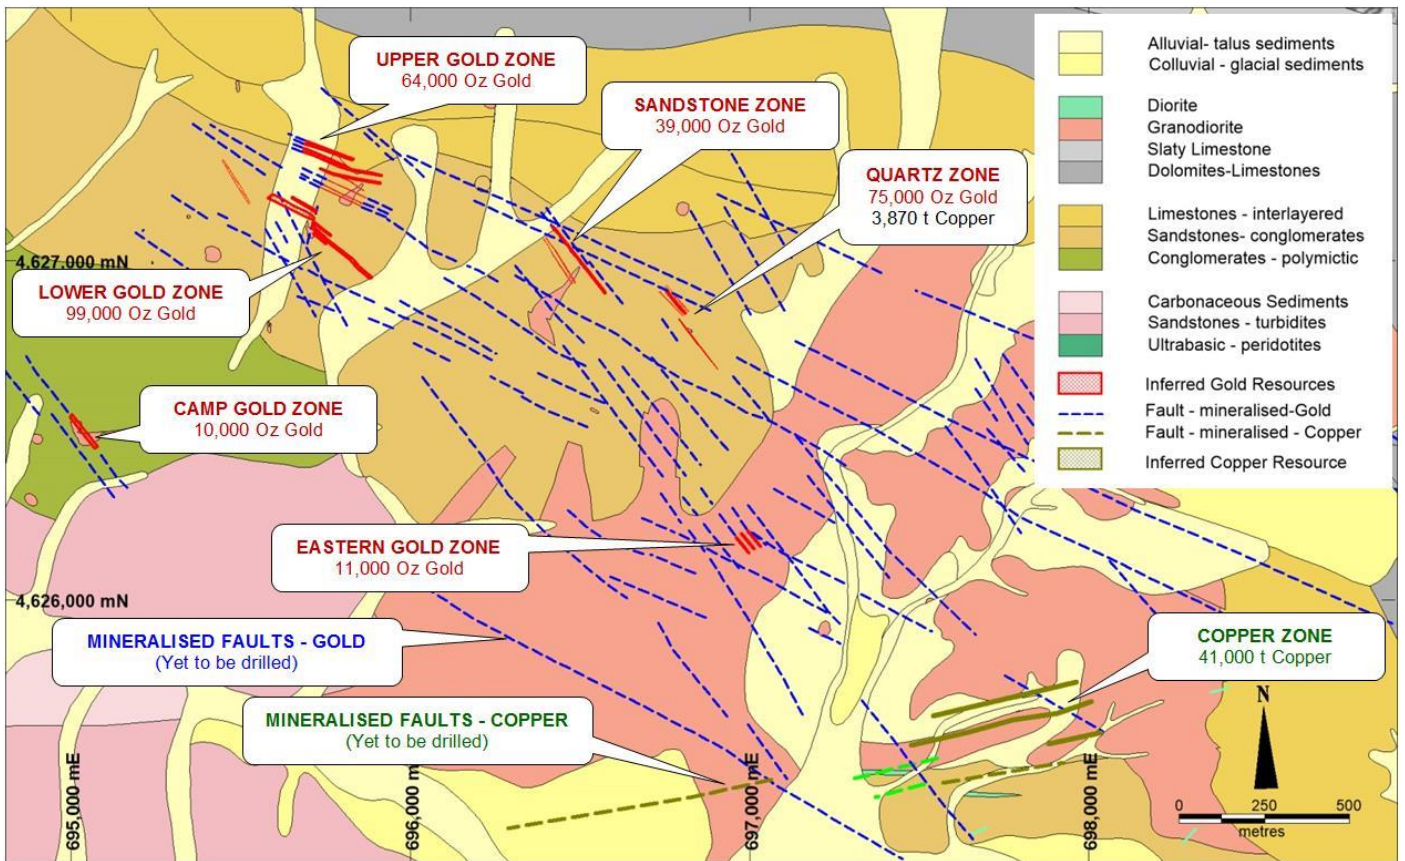 UPPER GOLD ZONE
64,000 Oz Gold
SANDSTONE ZONE
39,000 Oz Gold
QUARTZ ZONE
75,000 Oz Gold
3,870 t Copper
4,627,000 mN
LOWER GOLD ZONE
99,000 Oz Gold
CAMP GOLD ZONE
10,000 Oz Gold
EASTERN GOLD ZONE
11,000 Oz Gold
4,626,000 mN
MINERALISED FAULTS - GOLD
(Yet to be drilled)
COPPER ZONE
41,000 t Copper
MINERALISED FAULTS - COPPER
(Yet to be drilled)
695,000 mE
696,000 mE
697,000 mE
698,000 mE
Alluvial- talus sediments
Colluvial - glacial sediments
Diorite
Granodiorite
Slaty Limestone
Dolomites-Limestones
Limestones - interlayered
Sandstones- conglomerates
Conglomerates - polymictic
Carbonaceous Sediments
Sandstones - turbidites
Ultrabasic - peridotites
Inferred Gold Resources
Fault - mineralised-Gold
Fault - mineralised - Copper
Inferred Copper Resource
N
0 250 500
metres